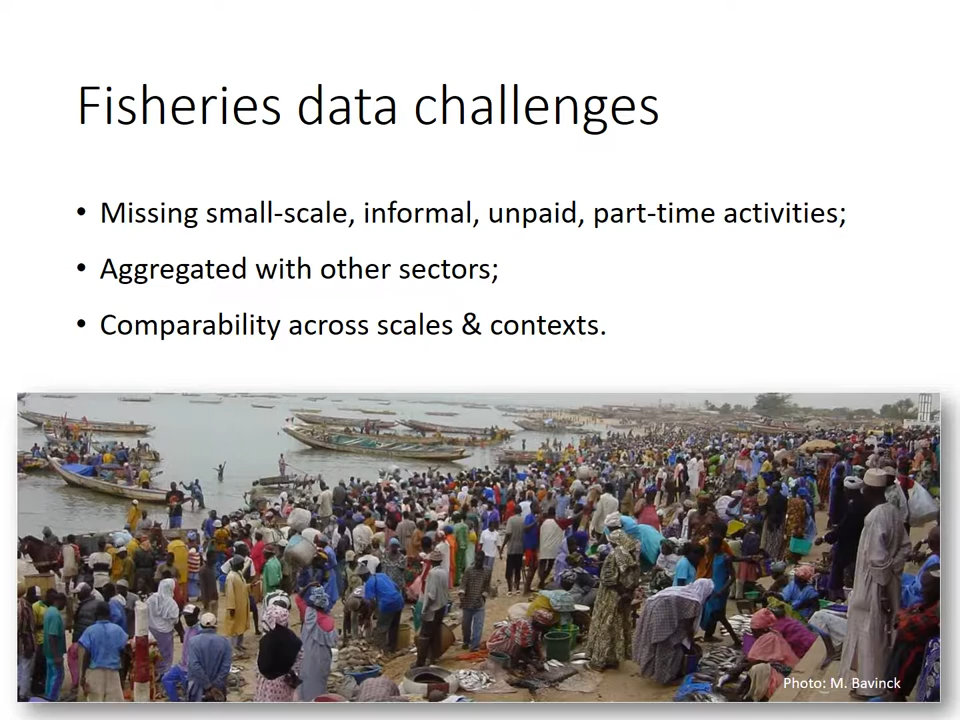 Fisheries data challenges
• Missing small-scale, informal, unpaid, part-time activities;
• Aggregated with other sectors;
• Comparability across scales & contexts.
Photo: M. Bavinck